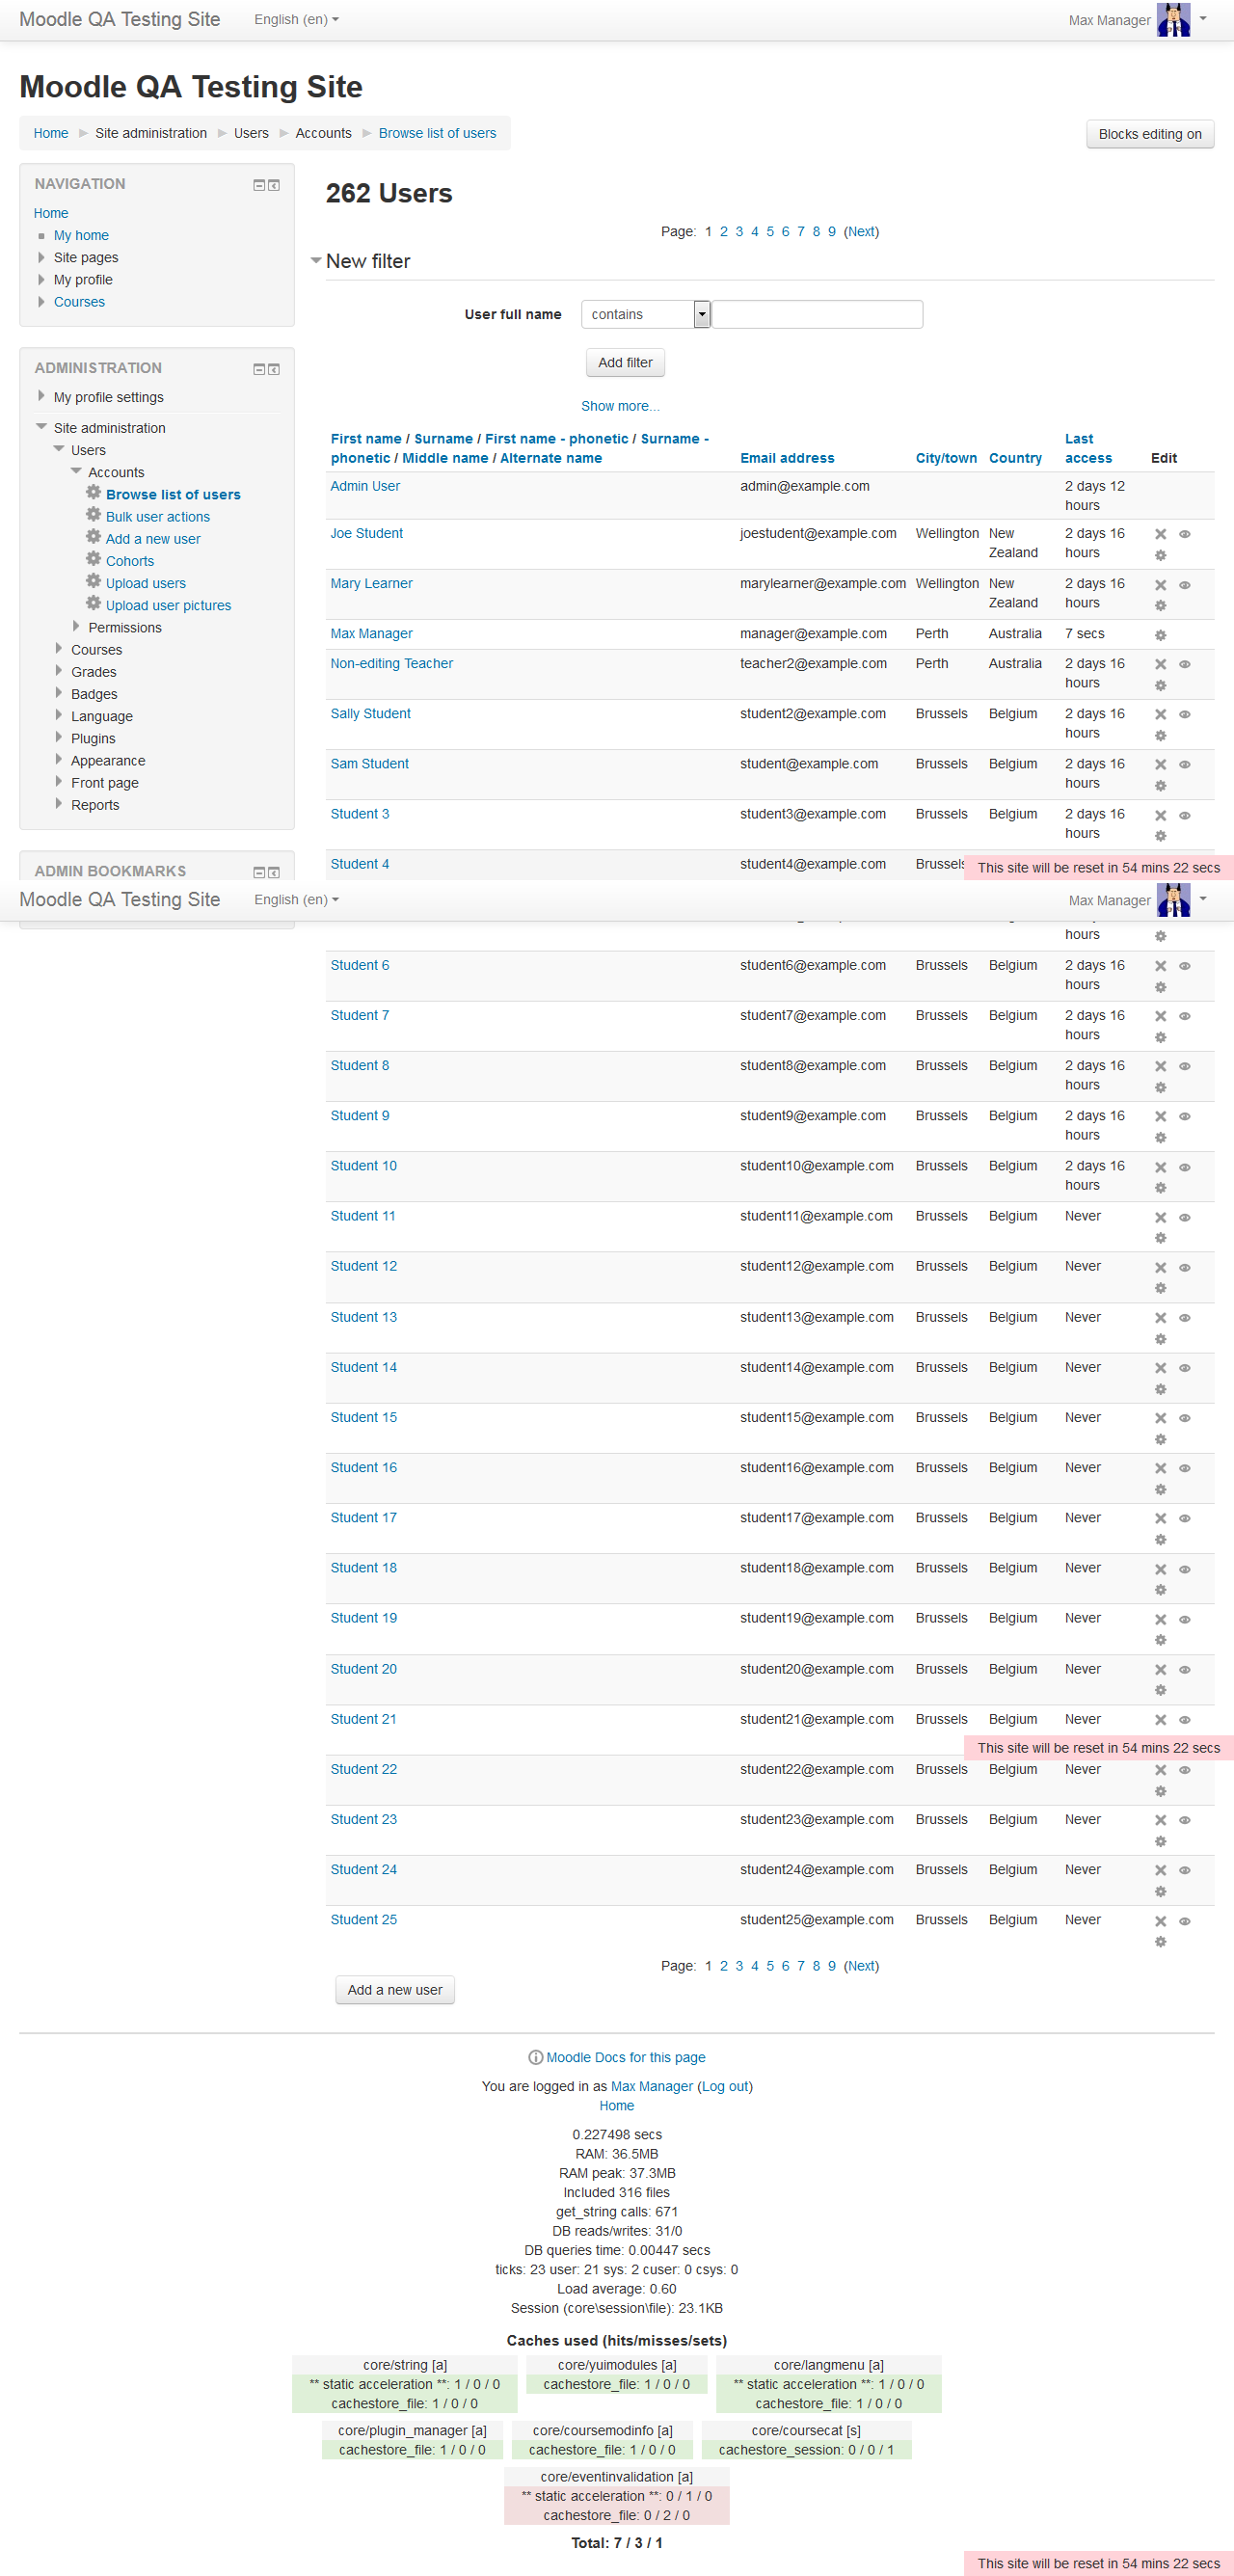 Moodle QA Testing Site English (en) Max Manager
Moodle QA Testing Site
Home Site administration Users Accounts Browse list of users Blocks editing on
NAVIGATION
Home
My home
Site pages
My profile
Courses
ADMINISTRATION
My profile settings
Site administration
Users
Accounts
Browse list of users
Bulk user actions
Add a new user
Cohorts
Upload users
Upload user pictures
Permissions
Courses
Grades
Badges
Language
Plugins
Appearance
Front page
Reports
ADMIN BOOKMARKS
262 Users
Page: 1 2 3 4 5 6 7 8 9 (Next)
New filter
User full name contains
Add filter
Show more...
First name / Surname / First name - phonetic / Surname - Last
phonetic / Middle name / Alternate name Email address City/town Country access Edit
Admin User admin@example.com 2 days 12
hours
Joe Student joestudent@example.com Wellington New 2 days 16
Zealand hours
Mary Learner marylearner@example.com Wellington New 2 days 16
Zealand hours
Max Manager manager@example.com Perth Australia 7 secs
Non-editing Teacher teacher2@example.com Perth Australia 2 days 16
hours
Sally Student student2@example.com Brussels Belgium 2 days 16
hours
Sam Student student@example.com Brussels Belgium 2 days 16
hours
Student 3 student3@example.com Brussels Belgium 2 days 16
hours
Student 4 student4@example.com Brussels
This site will be reset in 54 mins 22 secs
Moodle QA Testing Site English (en) Max Manager
hours
Student 6 student6@example.com Brussels Belgium 2 days 16
hours
Student 7 student7@example.com Brussels Belgium 2 days 16
hours
Student 8 student8@example.com Brussels Belgium 2 days 16
hours
Student 9 student9@example.com Brussels Belgium 2 days 16
hours
Student 10 student10@example.com Brussels Belgium 2 days 16
hours
Student 11 student11@example.com Brussels Belgium Never
Student 12 student12@example.com Brussels Belgium Never
Student 13 student13@example.com Brussels Belgium Never
Student 14 student14@example.com Brussels Belgium Never
Student 15 student15@example.com Brussels Belgium Never
Student 16 student16@example.com Brussels Belgium Never
Student 17 student17@example.com Brussels Belgium Never
Student 18 student18@example.com Brussels Belgium Never
Student 19 student19@example.com Brussels Belgium Never
Student 20 student20@example.com Brussels Belgium Never
Student 21 student21@example.com Brussels Belgium Never
This site will be reset in 54 mins 22 secs
Student 22 student22@example.com Brussels Belgium Never
Student 23 student23@example.com Brussels Belgium Never
Student 24 student24@example.com Brussels Belgium Never
Student 25 student25@example.com Brussels Belgium Never
Page: 1 2 3 4 5 6 7 8 9 (Next)
Add a new user
Moodle Docs for this page
You are logged in as Max Manager (Log out)
Home
0.227498 secs
RAM: 36.5MB
RAM peak: 37.3MB
Included 316 files
get_string calls: 671
DB reads/writes: 31/0
DB queries time: 0.00447 secs
ticks: 23 user: 21 sys: 2 cuser: 0 csys: 0
Load average: 0.60
Session (core\session\file): 23.1KB
Caches used (hits/misses/sets)
core/string [a] core/yuimodules [a] core/langmenu [a]
** static acceleration **: 1 / 0 / 0 cachestore_file: 1 / 0 / 0 ** static acceleration **: 1 / 0 / 0
cachestore_file: 1 / 0 / 0 cachestore_file: 1 / 0 / 0
core/plugin_manager [a] core/coursemodinfo [a] core/coursecat [s]
cachestore_file: 1 / 0 / 0 cachestore_file: 1 / 0 / 0 cachestore_session: 0 / 0 / 1
core/eventinvalidation [a]
** static acceleration **: 0 / 1 / 0
cachestore_file: 0 / 2 / 0
Total: 7 / 3 / 1
This site will be reset in 54 mins 22 secs